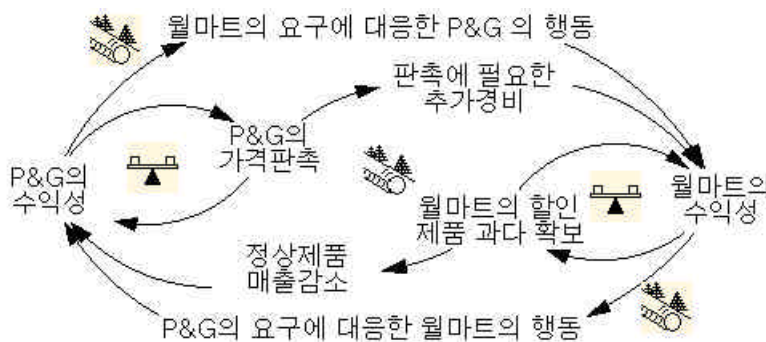 월마트의 요구에 대응한 P&G 의 행동
판촉에 필요한
추가경비
P&G의
가격판촉
P&G의
수익성
월마트의 할인
제품 과다 확보
월마트의
수익성
정상제품
매출감소
P&G의 요구에 대응한 월마트의 행동